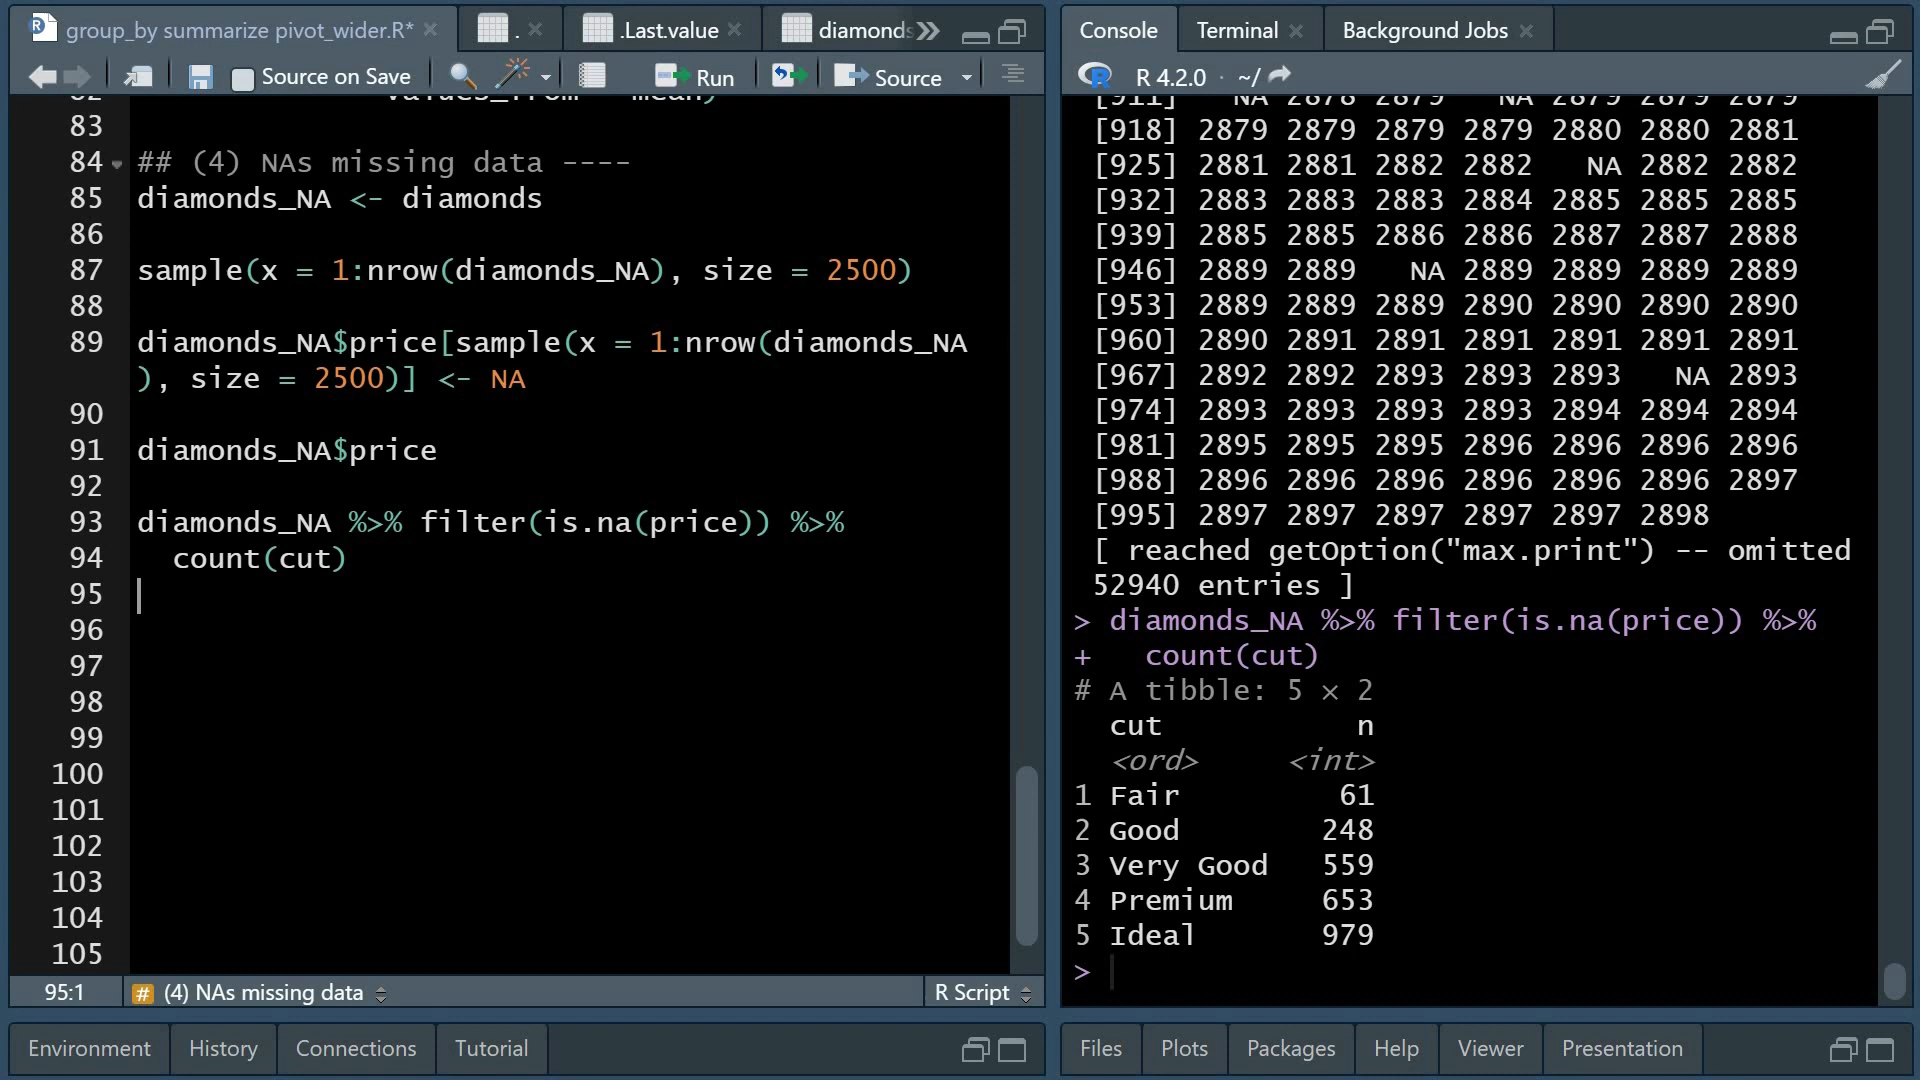 group_by summarize pivot_wider.R*
.
.Last.value
diamonds
Source on Save
Run
Source
82 values_from = mean)
83
84 ## (4) NAs missing data ----
85 diamonds_NA <- diamonds
86
87 sample(x = 1:nrow(diamonds_NA), size = 2500)
88
89 diamonds_NA$price[sample(x = 1:nrow(diamonds_NA
), size = 2500)] <- NA
90
91 diamonds_NA$price
92
93 diamonds_NA %>% filter(is.na(price)) %>%
94 count(cut)
95
96
97
98
99
100
101
102
103
104
105
95:1
# (4) NAs missing data
R Script
Environment
History
Connections
Tutorial
Console
Terminal
Background Jobs
R 4.2.0 · ~/
[911] NA 2878 2879 NA 2879 2879 2879
[918] 2879 2879 2879 2879 2880 2880 2881
[925] 2881 2881 2882 2882 NA 2882 2882
[932] 2883 2883 2883 2884 2885 2885 2885
[939] 2885 2885 2886 2886 2887 2887 2888
[946] 2889 2889 NA 2889 2889 2889 2889
[953] 2889 2889 2889 2890 2890 2890 2890
[960] 2890 2891 2891 2891 2891 2891 2891
[967] 2892 2892 2893 2893 2893 NA 2893
[974] 2893 2893 2893 2893 2894 2894 2894
[981] 2895 2895 2895 2896 2896 2896 2896
[988] 2896 2896 2896 2896 2896 2896 2897
[995] 2897 2897 2897 2897 2897 2898
[ reached getOption("max.print") -- omitted
52940 entries ]
> diamonds_NA %>% filter(is.na(price)) %>%
+ count(cut)
# A tibble: 5 × 2
cut n
<ord> <int>
1 Fair 61
2 Good 248
3 Very Good 559
4 Premium 653
5 Ideal 979
>
Files
Plots
Packages
Help
Viewer
Presentation